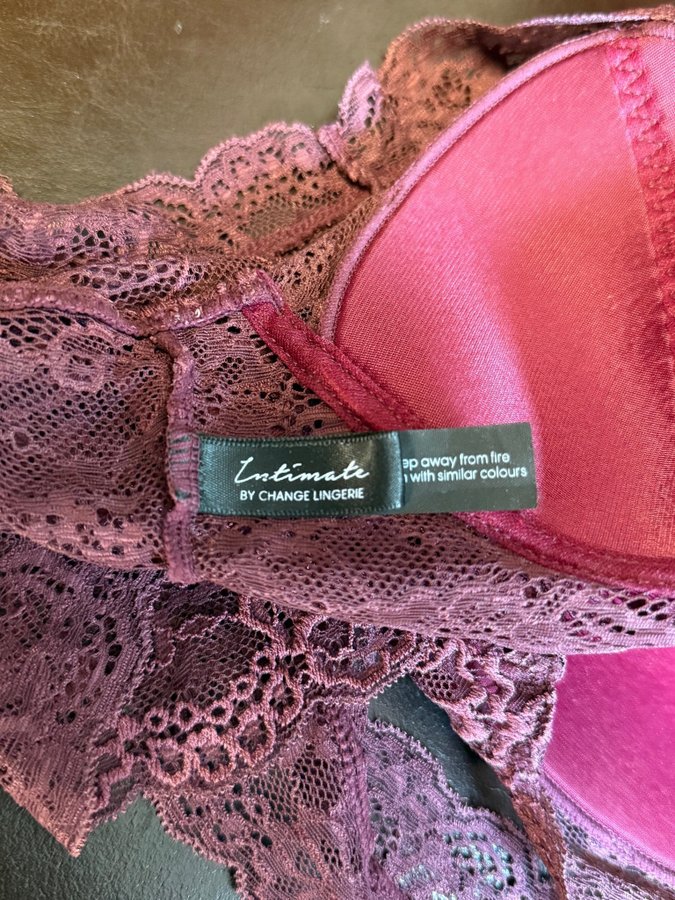 Intimate
BY CHANGE LINGERIE
away from fire
with similar colours